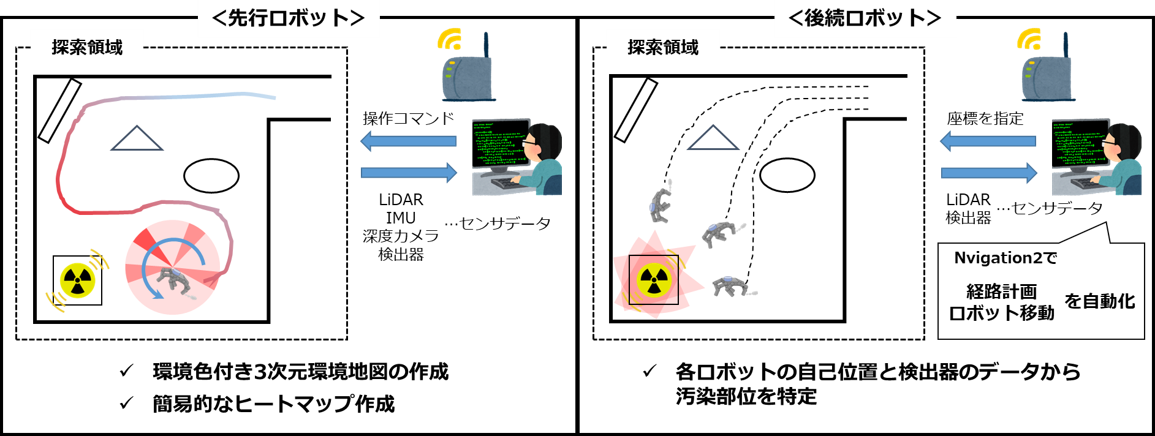 ＜先行ロボット＞
探索領域
操作コマンド
LiDAR
IMU
深度カメラ
検出器
…センサデータ
✓ 環境色付き3次元環境地図の作成
✓ 簡易的なヒートマップ作成
＜後続ロボット＞
探索領域
座標を指定
LiDAR
検出器
…センサデータ
Nvigation2で
経路計画
ロボット移動
を自動化
✓ 各ロボットの自己位置と検出器のデータから
汚染部位を特定